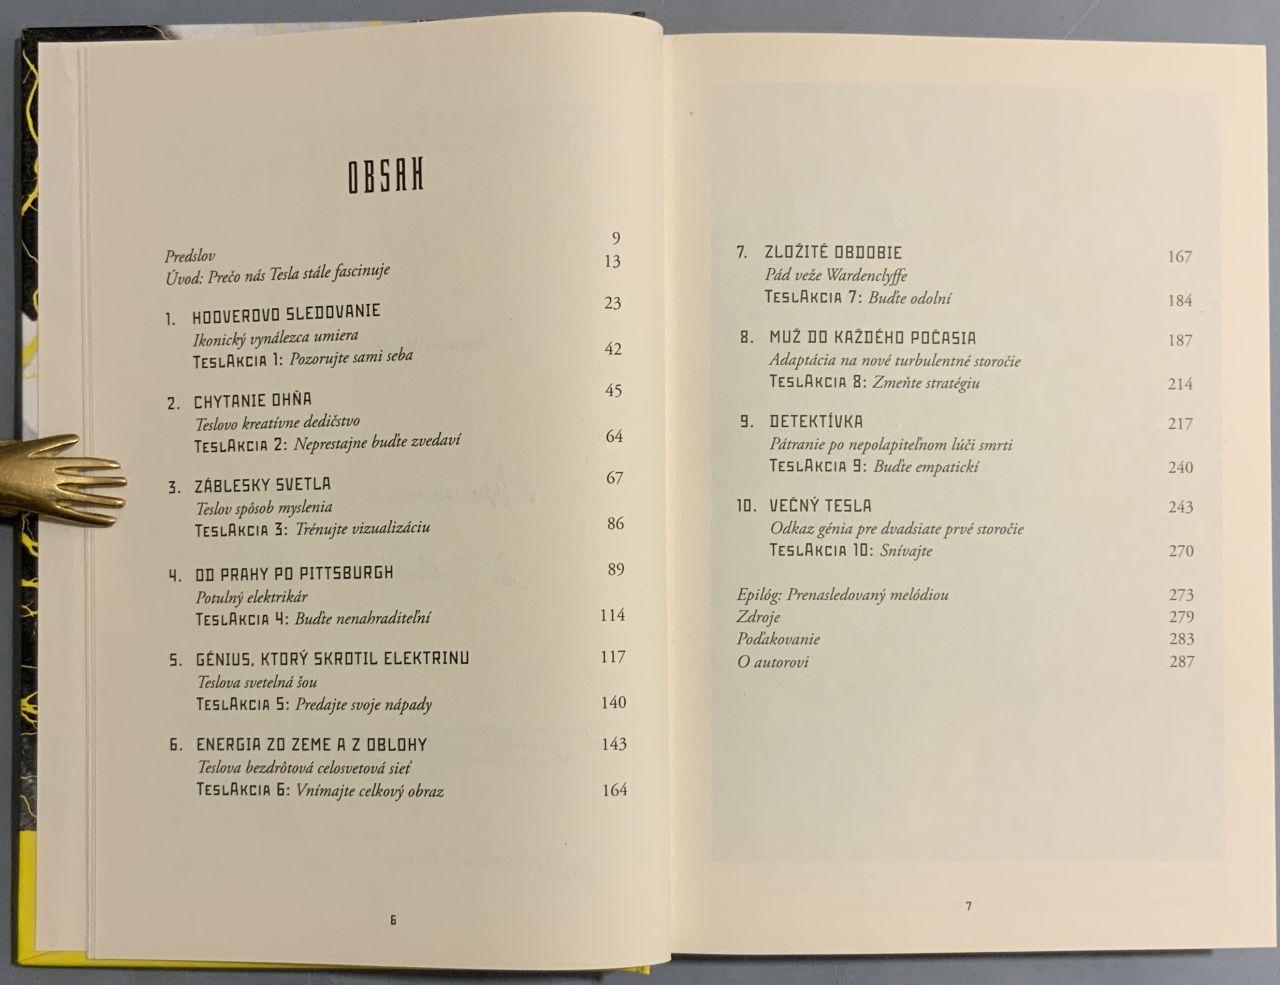 OBSAH
Predslov 9
Úvod: Prečo nás Tesla stále fascinuje 13
1. HOOVEROVO SLEDOVANIE 23
Ikonický vynálezca umiera
TESLAKCIA 1: Pozorujte sami seba 42
2. CHYTANIE OHŇA 45
Teslovo kreatívne dedičstvo
TESLAKCIA 2: Neprestajne buďte zvedaví 64
3. ZÁBLESKY SVETLA 67
Teslov spôsob myslenia
TESLAKCIA 3: Trénujte vizualizáciu 86
4. OD PRAHY PO PITTSBURGH 89
Potulný elektrikár
TESLAKCIA 4: Buďte nenahraditeľní 114
5. GÉNIUS, KTORÝ SKROTIL ELEKTRINU 117
Teslova svetelná šou
TESLAKCIA 5: Predajte svoje nápady 140
6. ENERGIA ZO ZEME A Z OBLOHY 143
Teslova bezdrôtová celosvetová sieť
TESLAKCIA 6: Vnímajte celkový obraz 164
6
7. ZLOŽITÉ OBDOBIE 167
Pád veže Wardenclyffe
TESLAKCIA 7: Buďte odolní 184
8. MUŽ DO KAŽDÉHO POČASIA 187
Adaptácia na nové turbulentné storočie
TESLAKCIA 8: Zmeňte stratégiu 214
9. DETEKTÍVKA 217
Pátranie po nepolapiteľnom lúči smrti
TESLAKCIA 9: Buďte empatickí 240
10. VEČNÝ TESLA 243
Odkaz génia pre dvadsiate prvé storočie
TESLAKCIA 10: Snívajte 270
Epilóg: Prenasledovaný melódiou 273
Zdroje 279
Poďakovanie 283
O autorovi 287
7